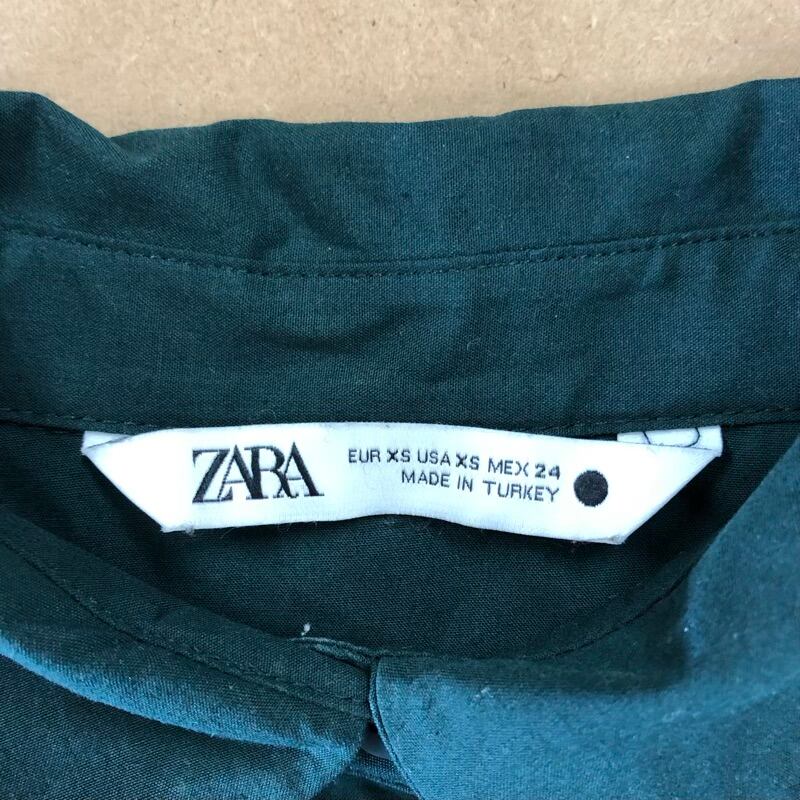 ZARA
EUR XS USA XS MEX 24
MADE IN TURKEY